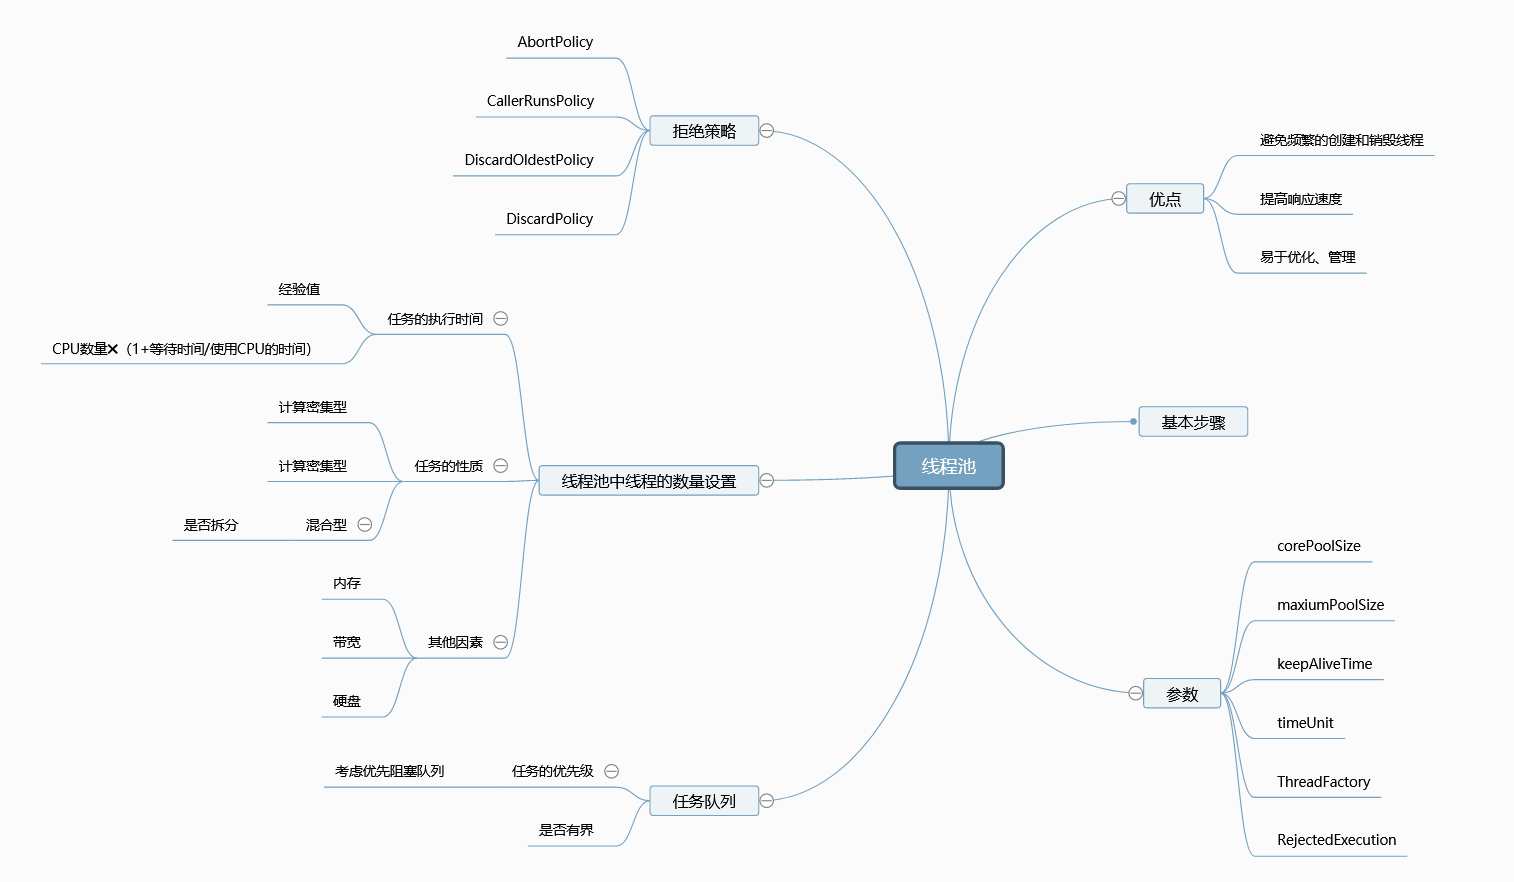 线程池
优点
避免频繁的创建和销毁线程
提高响应速度
易于优化、管理
基本步骤
参数
corePoolSize
maxiumPoolSize
keepAliveTime
timeUnit
ThreadFactory
RejectedExecution
拒绝策略
AbortPolicy
CallerRunsPolicy
DiscardOldestPolicy
DiscardPolicy
线程池中线程的数量设置
任务的执行时间
经验值
CPU数量×（1+等待时间/使用CPU的时间）
任务的性质
计算密集型
计算密集型
混合型
是否拆分
其他因素
内存
带宽
硬盘
任务队列
任务的优先级
考虑优先阻塞队列
是否有界